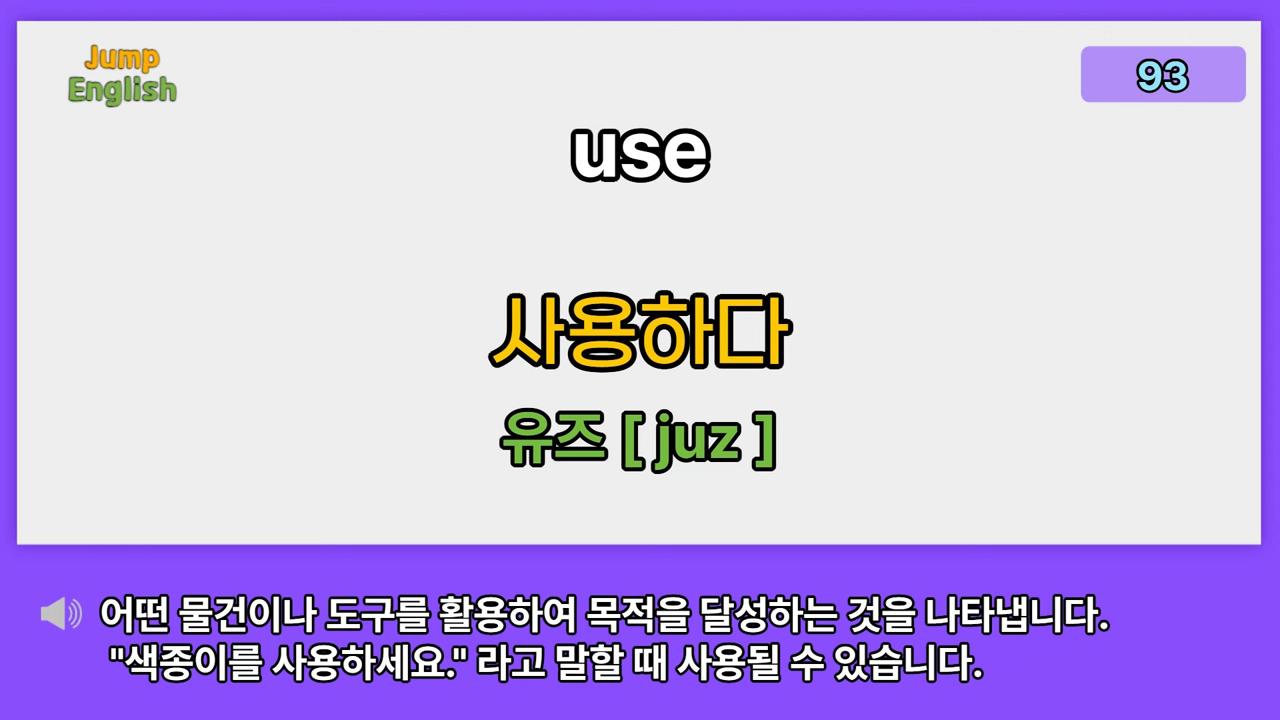 Jump
English
93
use
사용하다
유즈 [ juz ]
어떤 물건이나 도구를 활용하여 목적을 달성하는 것을 나타냅니다.
"색종이를 사용하세요." 라고 말할 때 사용될 수 있습니다.